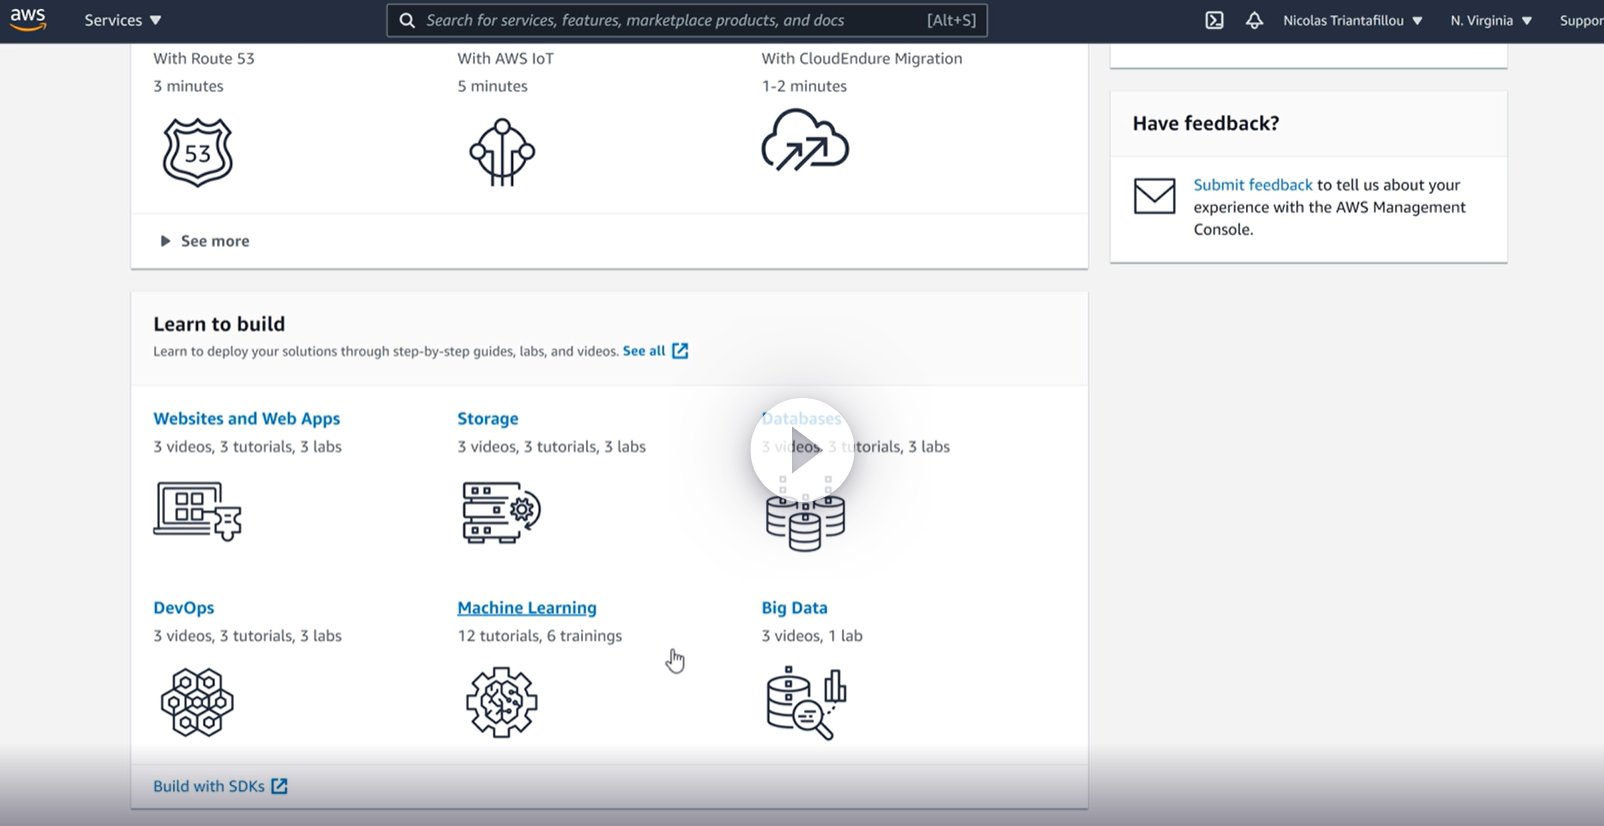 aws
Services
Search for services, features, marketplace products, and docs
[Alt+S]
Nicolas Triantafillou
N. Virginia
Suppor
With Route 53
3 minutes
53
With AWS IoT
5 minutes
With CloudEndure Migration
1-2 minutes
See more
Have feedback?
Submit feedback to tell us about your
experience with the AWS Management
Console.
Learn to build
Learn to deploy your solutions through step-by-step guides, labs, and videos. See all
Websites and Web Apps
3 videos, 3 tutorials, 3 labs
Storage
3 videos, 3 tutorials, 3 labs
Databases
3 videos, 3 tutorials, 3 labs
DevOps
3 videos, 3 tutorials, 3 labs
Machine Learning
12 tutorials, 6 trainings
Big Data
3 videos, 1 lab
Build with SDKs